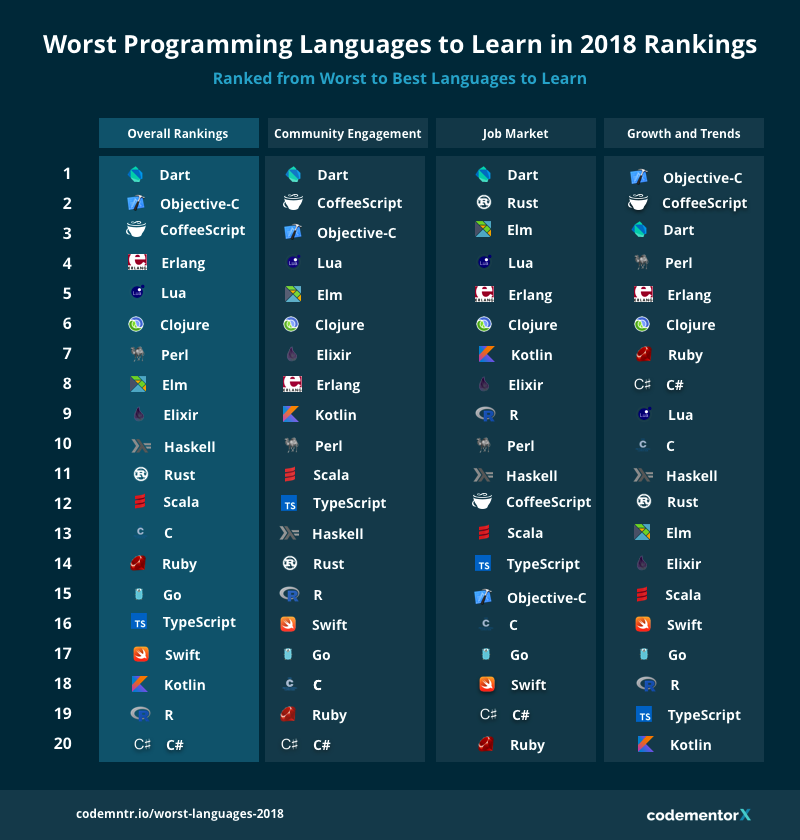 Worst Programming Languages to Learn in 2018 Rankings
Ranked from Worst to Best Languages to Learn
Overall Rankings Community Engagement Job Market Growth and Trends
1 Dart Dart Dart Objective-C
2 Objective-C CoffeeScript Rust CoffeeScript
3 CoffeeScript Objective-C Elm Dart
4 Erlang Lua Lua Perl
5 Lua Elm Erlang Erlang
6 Clojure Clojure Clojure Clojure
7 Perl Elixir Kotlin Ruby
8 Elm Erlang Elixir C#
9 Elixir Kotlin R Lua
10 Haskell Perl Perl C
11 Rust Scala Haskell Haskell
12 Scala TypeScript CoffeeScript Rust
13 C Haskell Scala Elm
14 Ruby Rust TypeScript Elixir
15 Go R Objective-C Scala
16 TypeScript Swift C Swift
17 Swift Go Go Go
18 Kotlin C Swift R
19 R Ruby C# TypeScript
20 C# C# Ruby Kotlin
codemntr.io/worst-languages-2018
codementorX